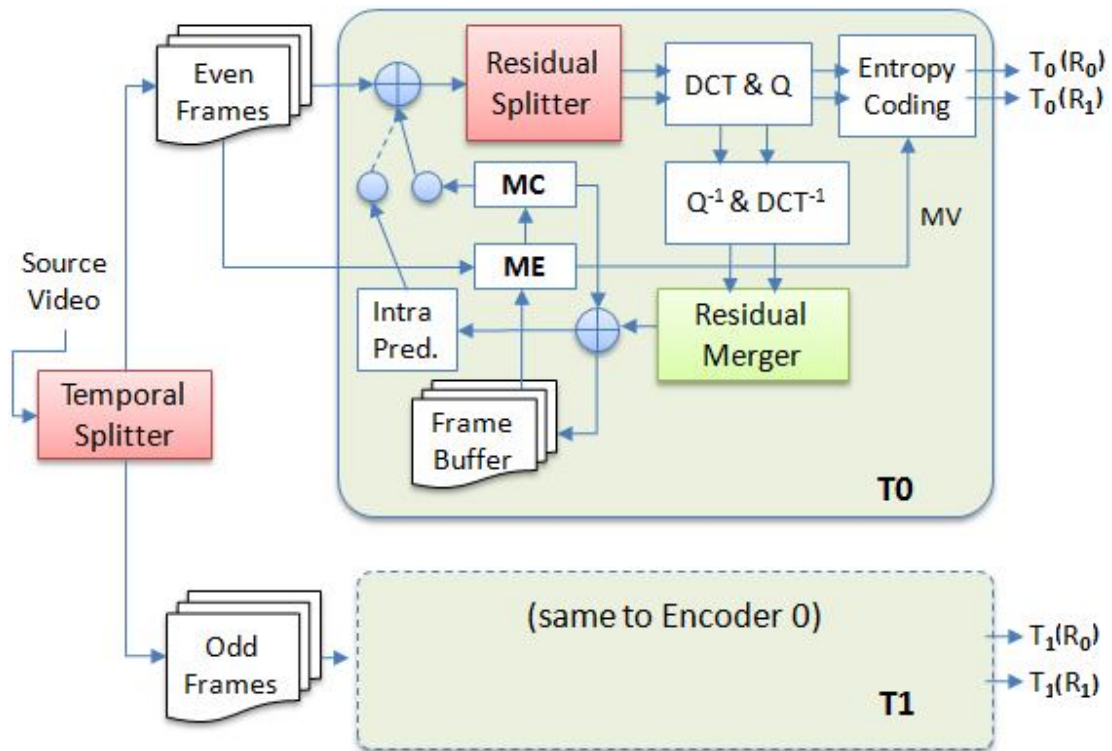 Even
Frames
Residual
Splitter
DCT & Q
Entropy
Coding
T0(R0)
T0(R1)
MC
Q-1 & DCT-1
MV
ME
Source
Video
Intra
Pred.
Residual
Merger
Temporal
Splitter
Frame
Buffer
T0
(same to Encoder 0)
Odd
Frames
T1(R0)
T1(R1)
T1